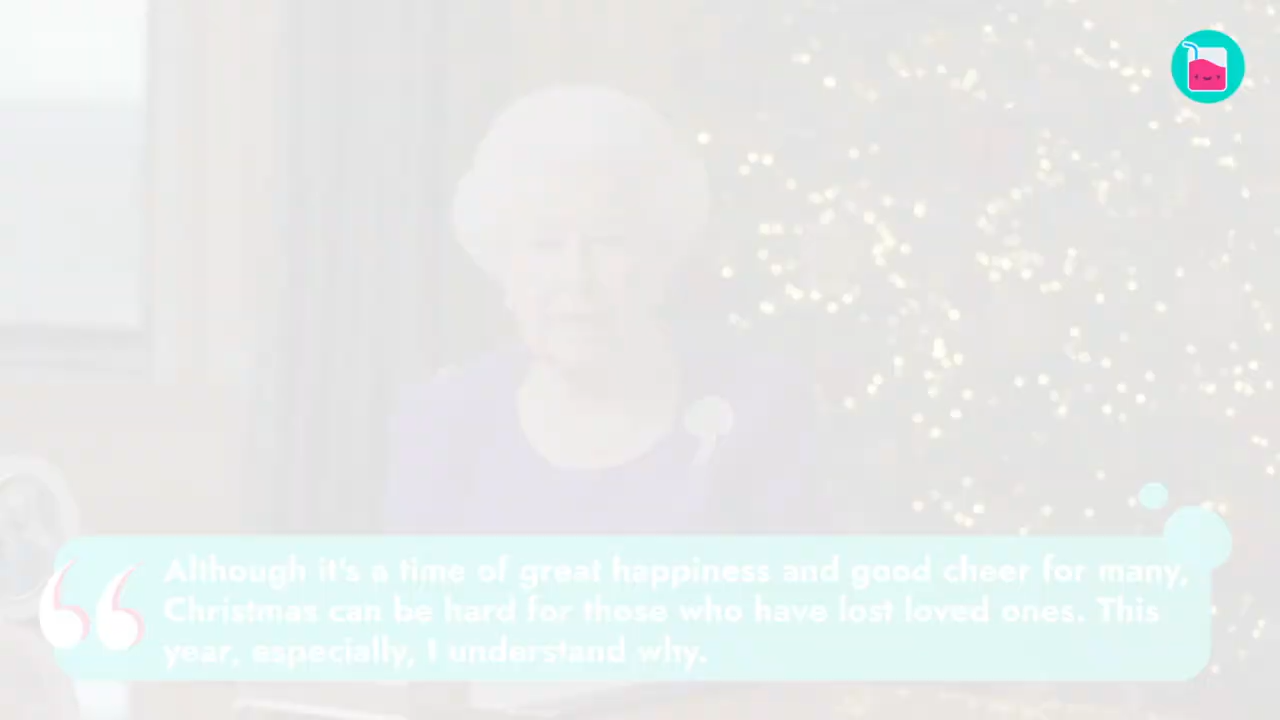 Although it's a time of great happiness and good cheer for many,
Christmas can be hard for those who have lost loved ones. This
year, especially, I understand why.